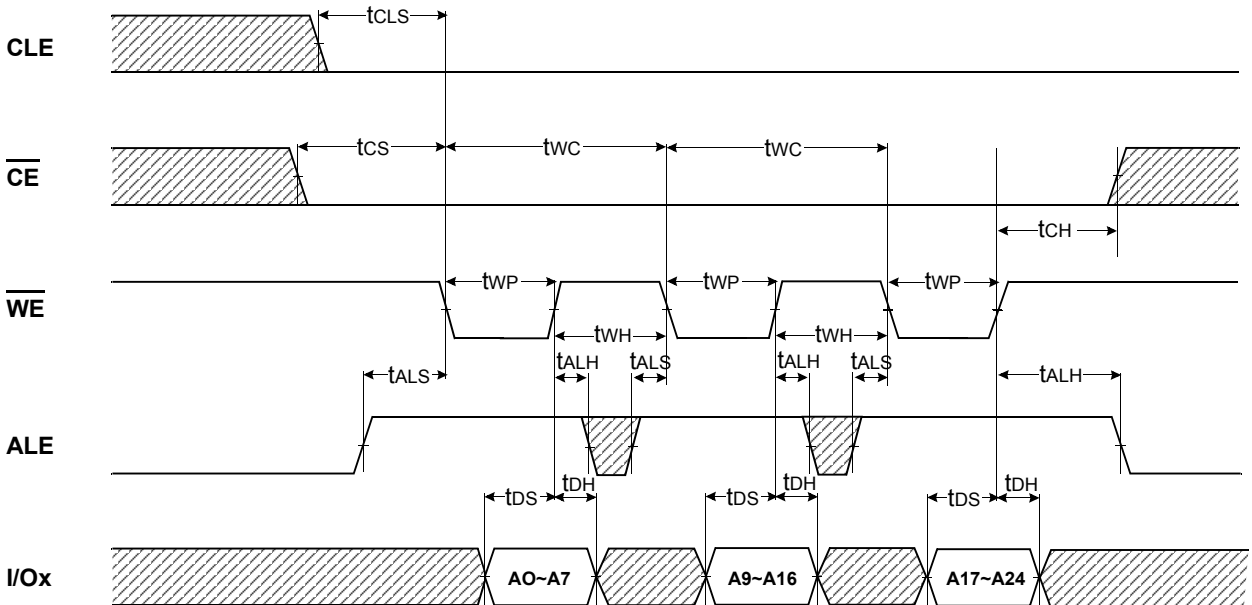 CLE
tCLS
CE
tCS
tWC
tWC
tCH
WE
tWP
tWP
tWP
tWH
tWH
ALE
tALS
tALH
tALS
tALH
tALS
tALH
I/Ox
tDS
tDH
tDS
tDH
tDS
tDH
AO~A7
A9~A16
A17~A24